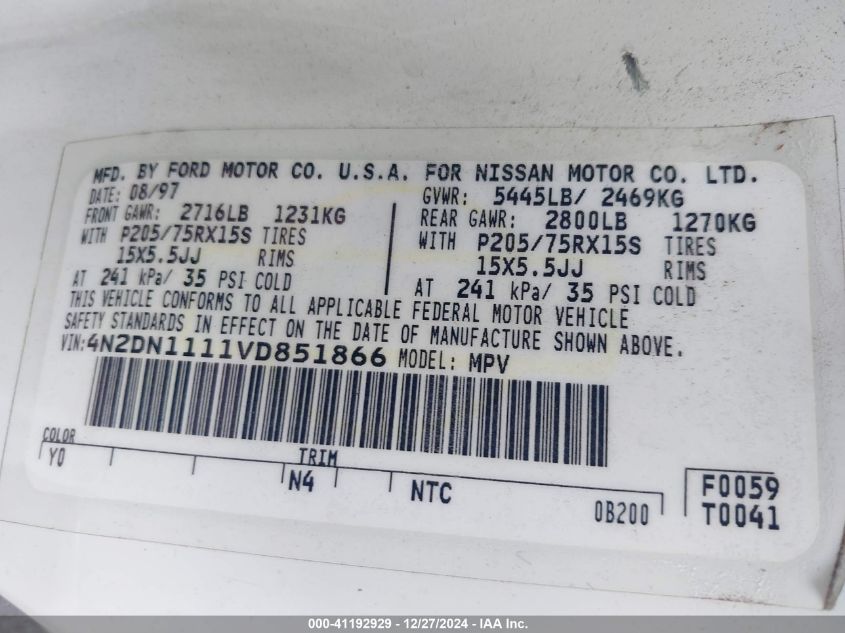 MFD. BY FORD MOTOR CO. U.S.A. FOR NISSAN MOTOR CO. LTD.
DATE: 08/97 GVWR: 5445LB/ 2469KG
FRONT GAWR: 2716LB 1231KG REAR GAWR: 2800LB 1270KG
WITH P205/75RX15S TIRES WITH P205/75RX15S TIRES
15X5.5JJ RIMS 15X5.5JJ RIMS
AT 241 kPa/ 35 PSI COLD AT 241 kPa/ 35 PSI COLD
THIS VEHICLE CONFORMS TO ALL APPLICABLE FEDERAL MOTOR VEHICLE
SAFETY STANDARDS IN EFFECT ON THE DATE OF MANUFACTURE SHOWN ABOVE.
VIN: 4N2DN1111VD851866 MODEL: MPV
COLOR TRIM
Y0 N4 NTC 0B200 F0059
T0041
000-41192929 - 12/27/2024 - IAA Inc.